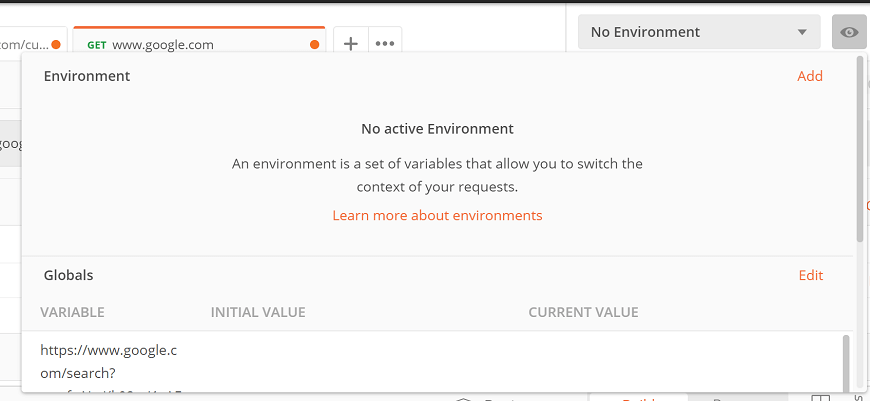 com/cu...
GET www.google.com
No Environment
Environment
Add
No active Environment
An environment is a set of variables that allow you to switch the
context of your requests.
Learn more about environments
Globals
Edit
VARIABLE INITIAL VALUE CURRENT VALUE
https://www.google.c
om/search?